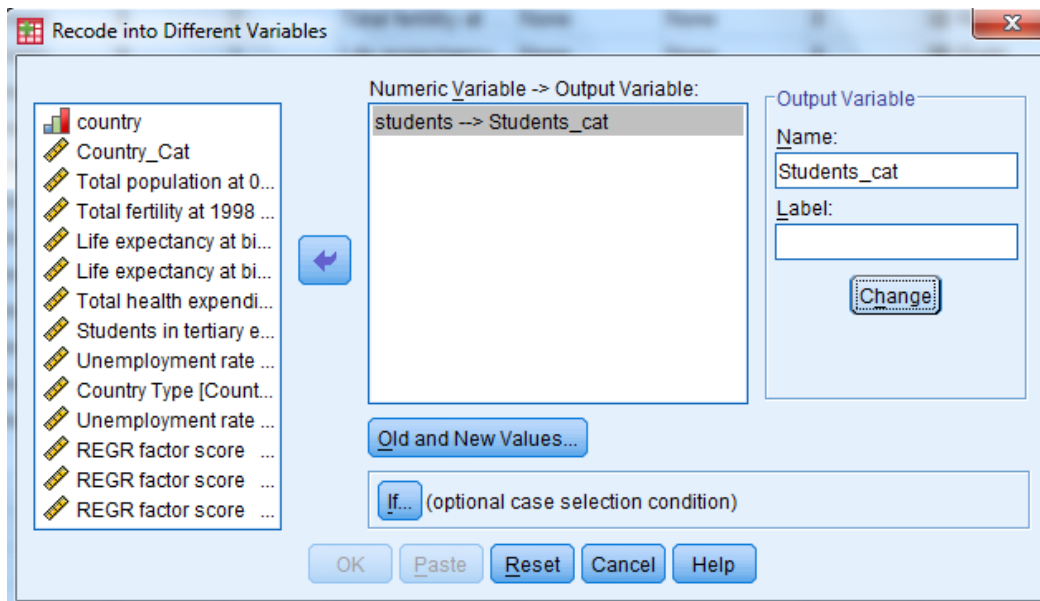 Recode into Different Variables
X
country
Country_Cat
Total population at 0...
Total fertility at 1998 ...
Life expectancy at bi...
Life expectancy at bi...
Total health expendi...
Students in tertiary e...
Unemployment rate ...
Country Type [Count...
Unemployment rate ...
REGR factor score ...
REGR factor score ...
REGR factor score ...
Numeric Variable -> Output Variable:
students --> Students_cat
Output Variable
Name:
Students_cat
Label:
Change
Old and New Values...
If... (optional case selection condition)
OK Paste Reset Cancel Help